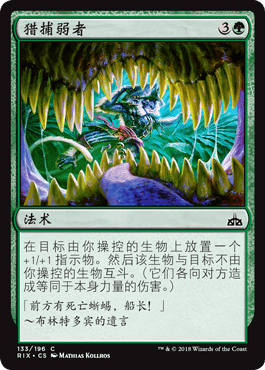 猎捕弱者 3
法术
在目标由你操控的生物上放置一个
+1/+1指示物。然后该生物与目标不由
你操控的生物互斗。（它们各向对方造
成等同于本身力量的伤害。）
「前方有死亡蜥蜴，船长！」
～布林特多宾的遗言
133/196 C
RIX • CS MATHIAS KOLLROS
™ & © 2018 Wizards of the Coast